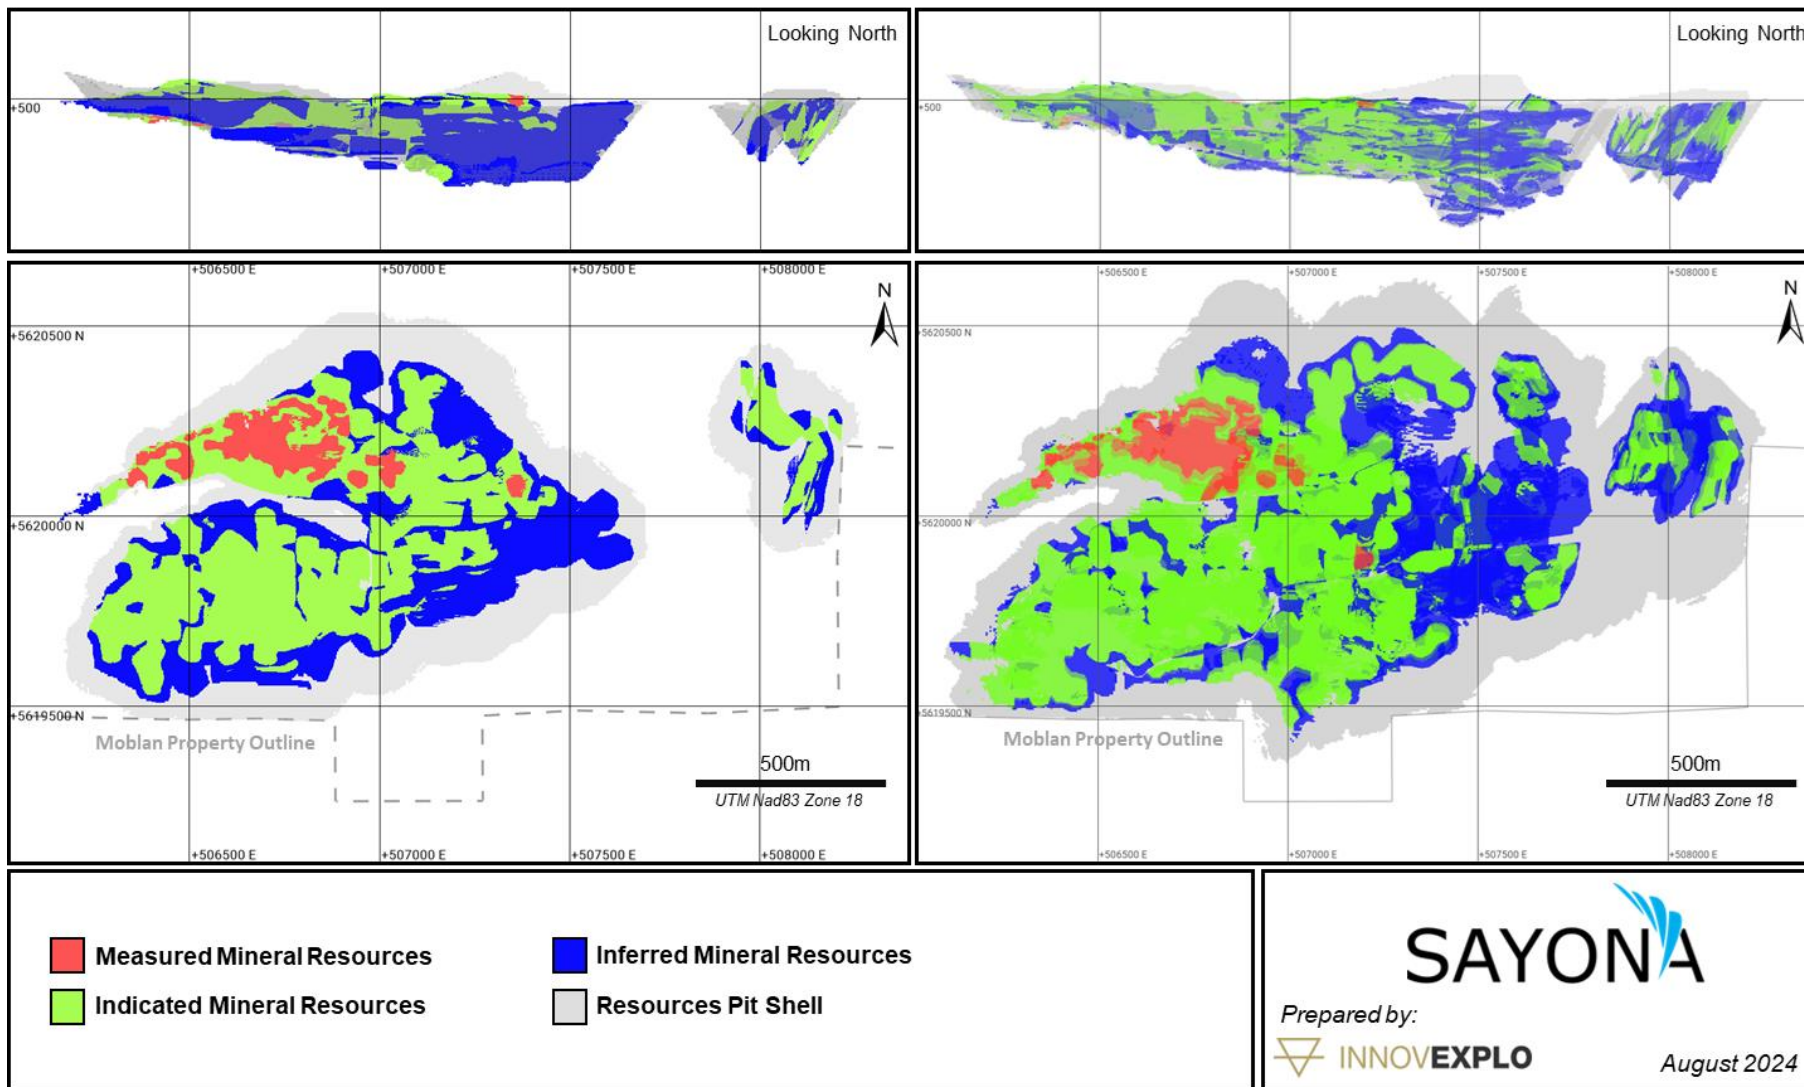 Looking North
+500
Looking North
+500
+506500 E
+507000 E
+507500 E
+508000 E
N
+5620500 N
+5620000 N
+5619500 N
Moblan Property Outline
500m
UTM Nad83 Zone 18
+506500 E
+507000 E
+507500 E
+508000 E
+506500 E
+507000 E
+507500 E
+508000 E
N
+5620500 N
+5620000 N
+5619500 N
Moblan Property Outline
500m
UTM Nad83 Zone 18
+506500 E
+507000 E
+507500 E
+508000 E
Measured Mineral Resources
Indicated Mineral Resources
Inferred Mineral Resources
Resources Pit Shell
SAYONA
Prepared by:
INNOVEXPLO
August 2024